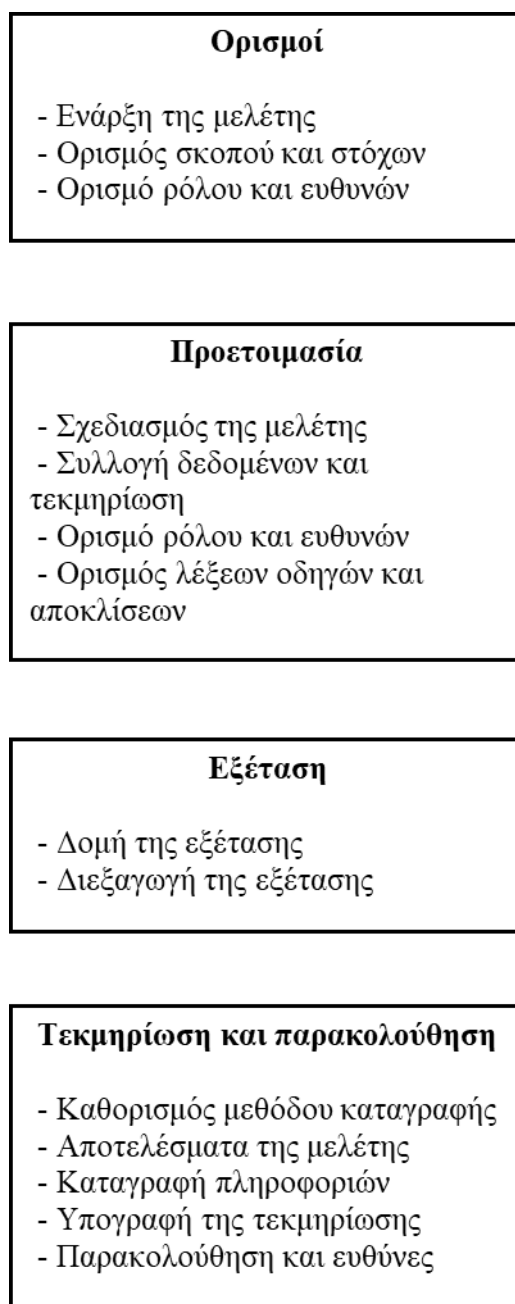 Ορισμοί
- Ενάρξη της μελέτης
- Ορισμός σκοπού και στόχων
- Ορισμό ρόλου και ευθυνών
Προετοιμασία
- Σχεδιασμός της μελέτης
- Συλλογή δεδομένων και
τεκμηρίωση
- Ορισμό ρόλου και ευθυνών
- Ορισμός λέξεων οδηγών και
αποκλίσεων
Εξέταση
- Δομή της εξέτασης
- Διεξαγωγή της εξέτασης
Τεκμηρίωση και παρακολούθηση
- Καθορισμός μεθόδου καταγραφής
- Αποτελέσματα της μελέτης
- Καταγραφή πληροφοριών
- Υπογραφή της τεκμηρίωσης
- Παρακολούθηση και ευθύνες